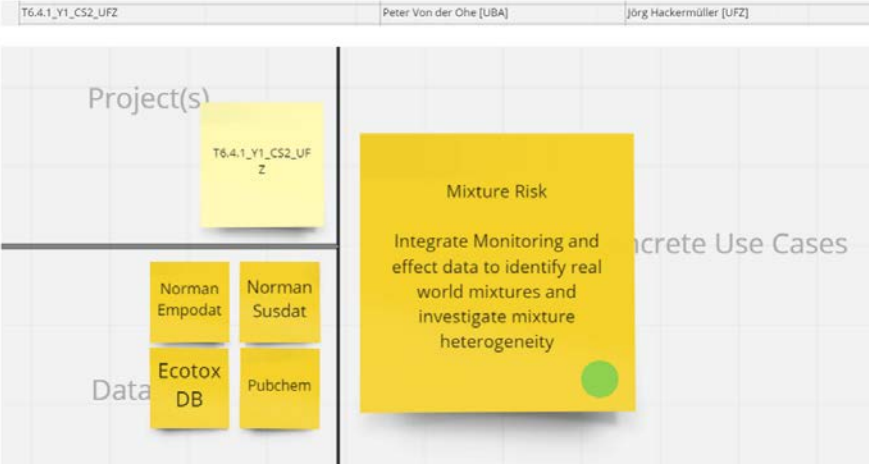 T6.4.1_Y1_CS2_UFZ Peter Von der Ohe [UBA] Jörg Hackermüller [UFZ]
Project(s)
T6.4.1_Y1_CS2_UF
Z
Mixture Risk
Integrate Monitoring and
effect data to identify real
world mixtures and
investigate mixture
heterogeneity
ncrete Use Cases
Norman
Empodat
Norman
Susdat
Data
Ecotox
DB
Pubchem